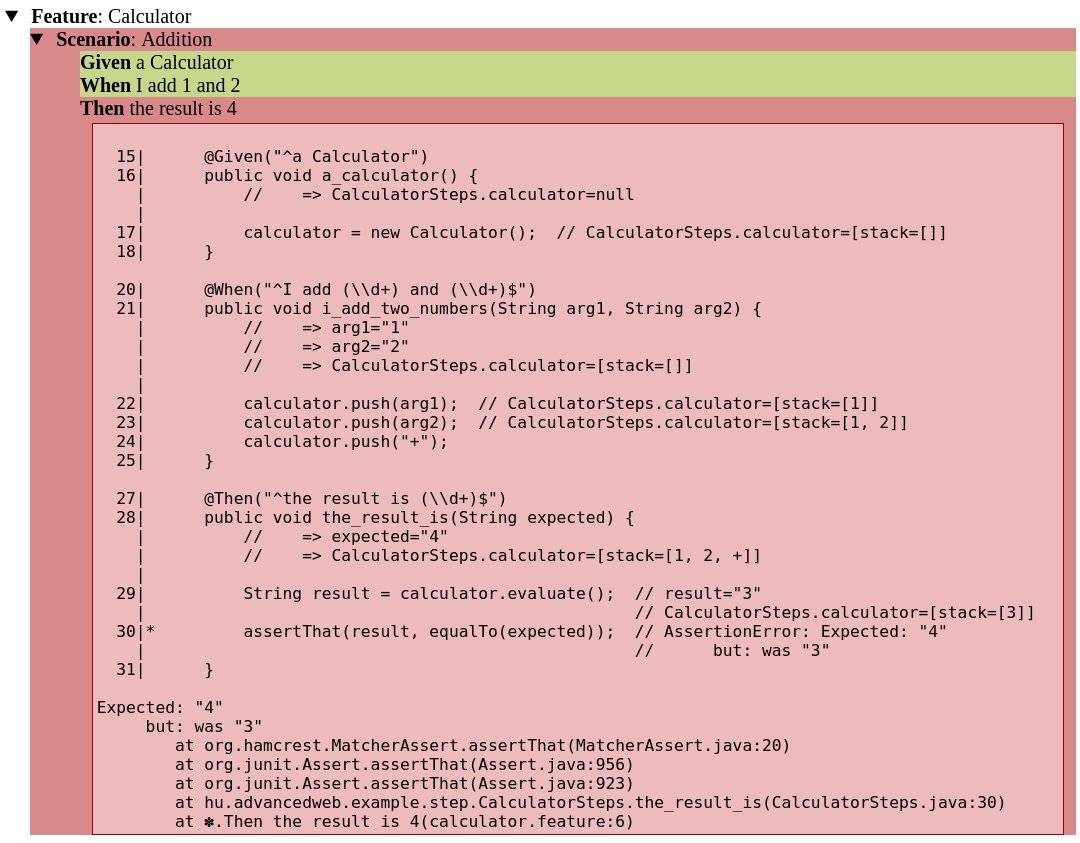 ▼ Feature: Calculator
▼ Scenario: Addition
Given a Calculator
When I add 1 and 2
Then the result is 4
  15|      @Given("^a Calculator")
  16|      public void a_calculator() {
    |          //    => CalculatorSteps.calculator=null
    |
  17|          calculator = new Calculator();  // CalculatorSteps.calculator=[stack=[]]
  18|      }
  20|      @When("^I add (\\d+) and (\\d+)$")
  21|      public void i_add_two_numbers(String arg1, String arg2) {
    |          //    => arg1="1"
    |          //    => arg2="2"
    |          //    => CalculatorSteps.calculator=[stack=[]]
    |
  22|          calculator.push(arg1);  // CalculatorSteps.calculator=[stack=[1]]
  23|          calculator.push(arg2);  // CalculatorSteps.calculator=[stack=[1, 2]]
  24|          calculator.push("+");
  25|      }
  27|      @Then("^the result is (\\d+)$")
  28|      public void the_result_is(String expected) {
    |          //    => expected="4"
    |          //    => CalculatorSteps.calculator=[stack=[1, 2, +]]
    |
  29|          String result = calculator.evaluate();  // result="3"
    |                                                  // CalculatorSteps.calculator=[stack=[3]]
  30|*         assertThat(result, equalTo(expected));  // AssertionError: Expected: "4"
    |                                                  //      but: was "3"
  31|      }
Expected: "4"
     but: was "3"
        at org.hamcrest.MatcherAssert.assertThat(MatcherAssert.java:20)
        at org.junit.Assert.assertThat(Assert.java:956)
        at org.junit.Assert.assertThat(Assert.java:923)
        at hu.advancedweb.example.step.CalculatorSteps.the_result_is(CalculatorSteps.java:30)
        at ✽.Then the result is 4(calculator.feature:6)